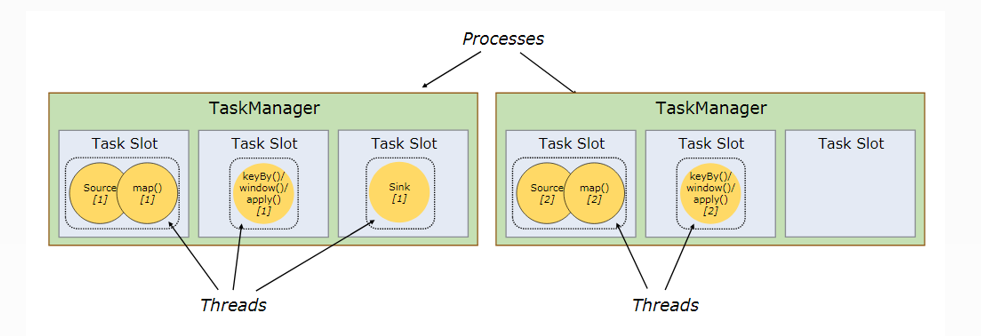 Processes
TaskManager
Task Slot
Source
[1]
map()
[1]
Task Slot
keyBy()/
window()/
apply()
[1]
Task Slot
Sink
[1]
TaskManager
Task Slot
Source
[2]
map()
[2]
Task Slot
keyBy()/
window()/
apply()
[2]
Task Slot
Threads
Threads